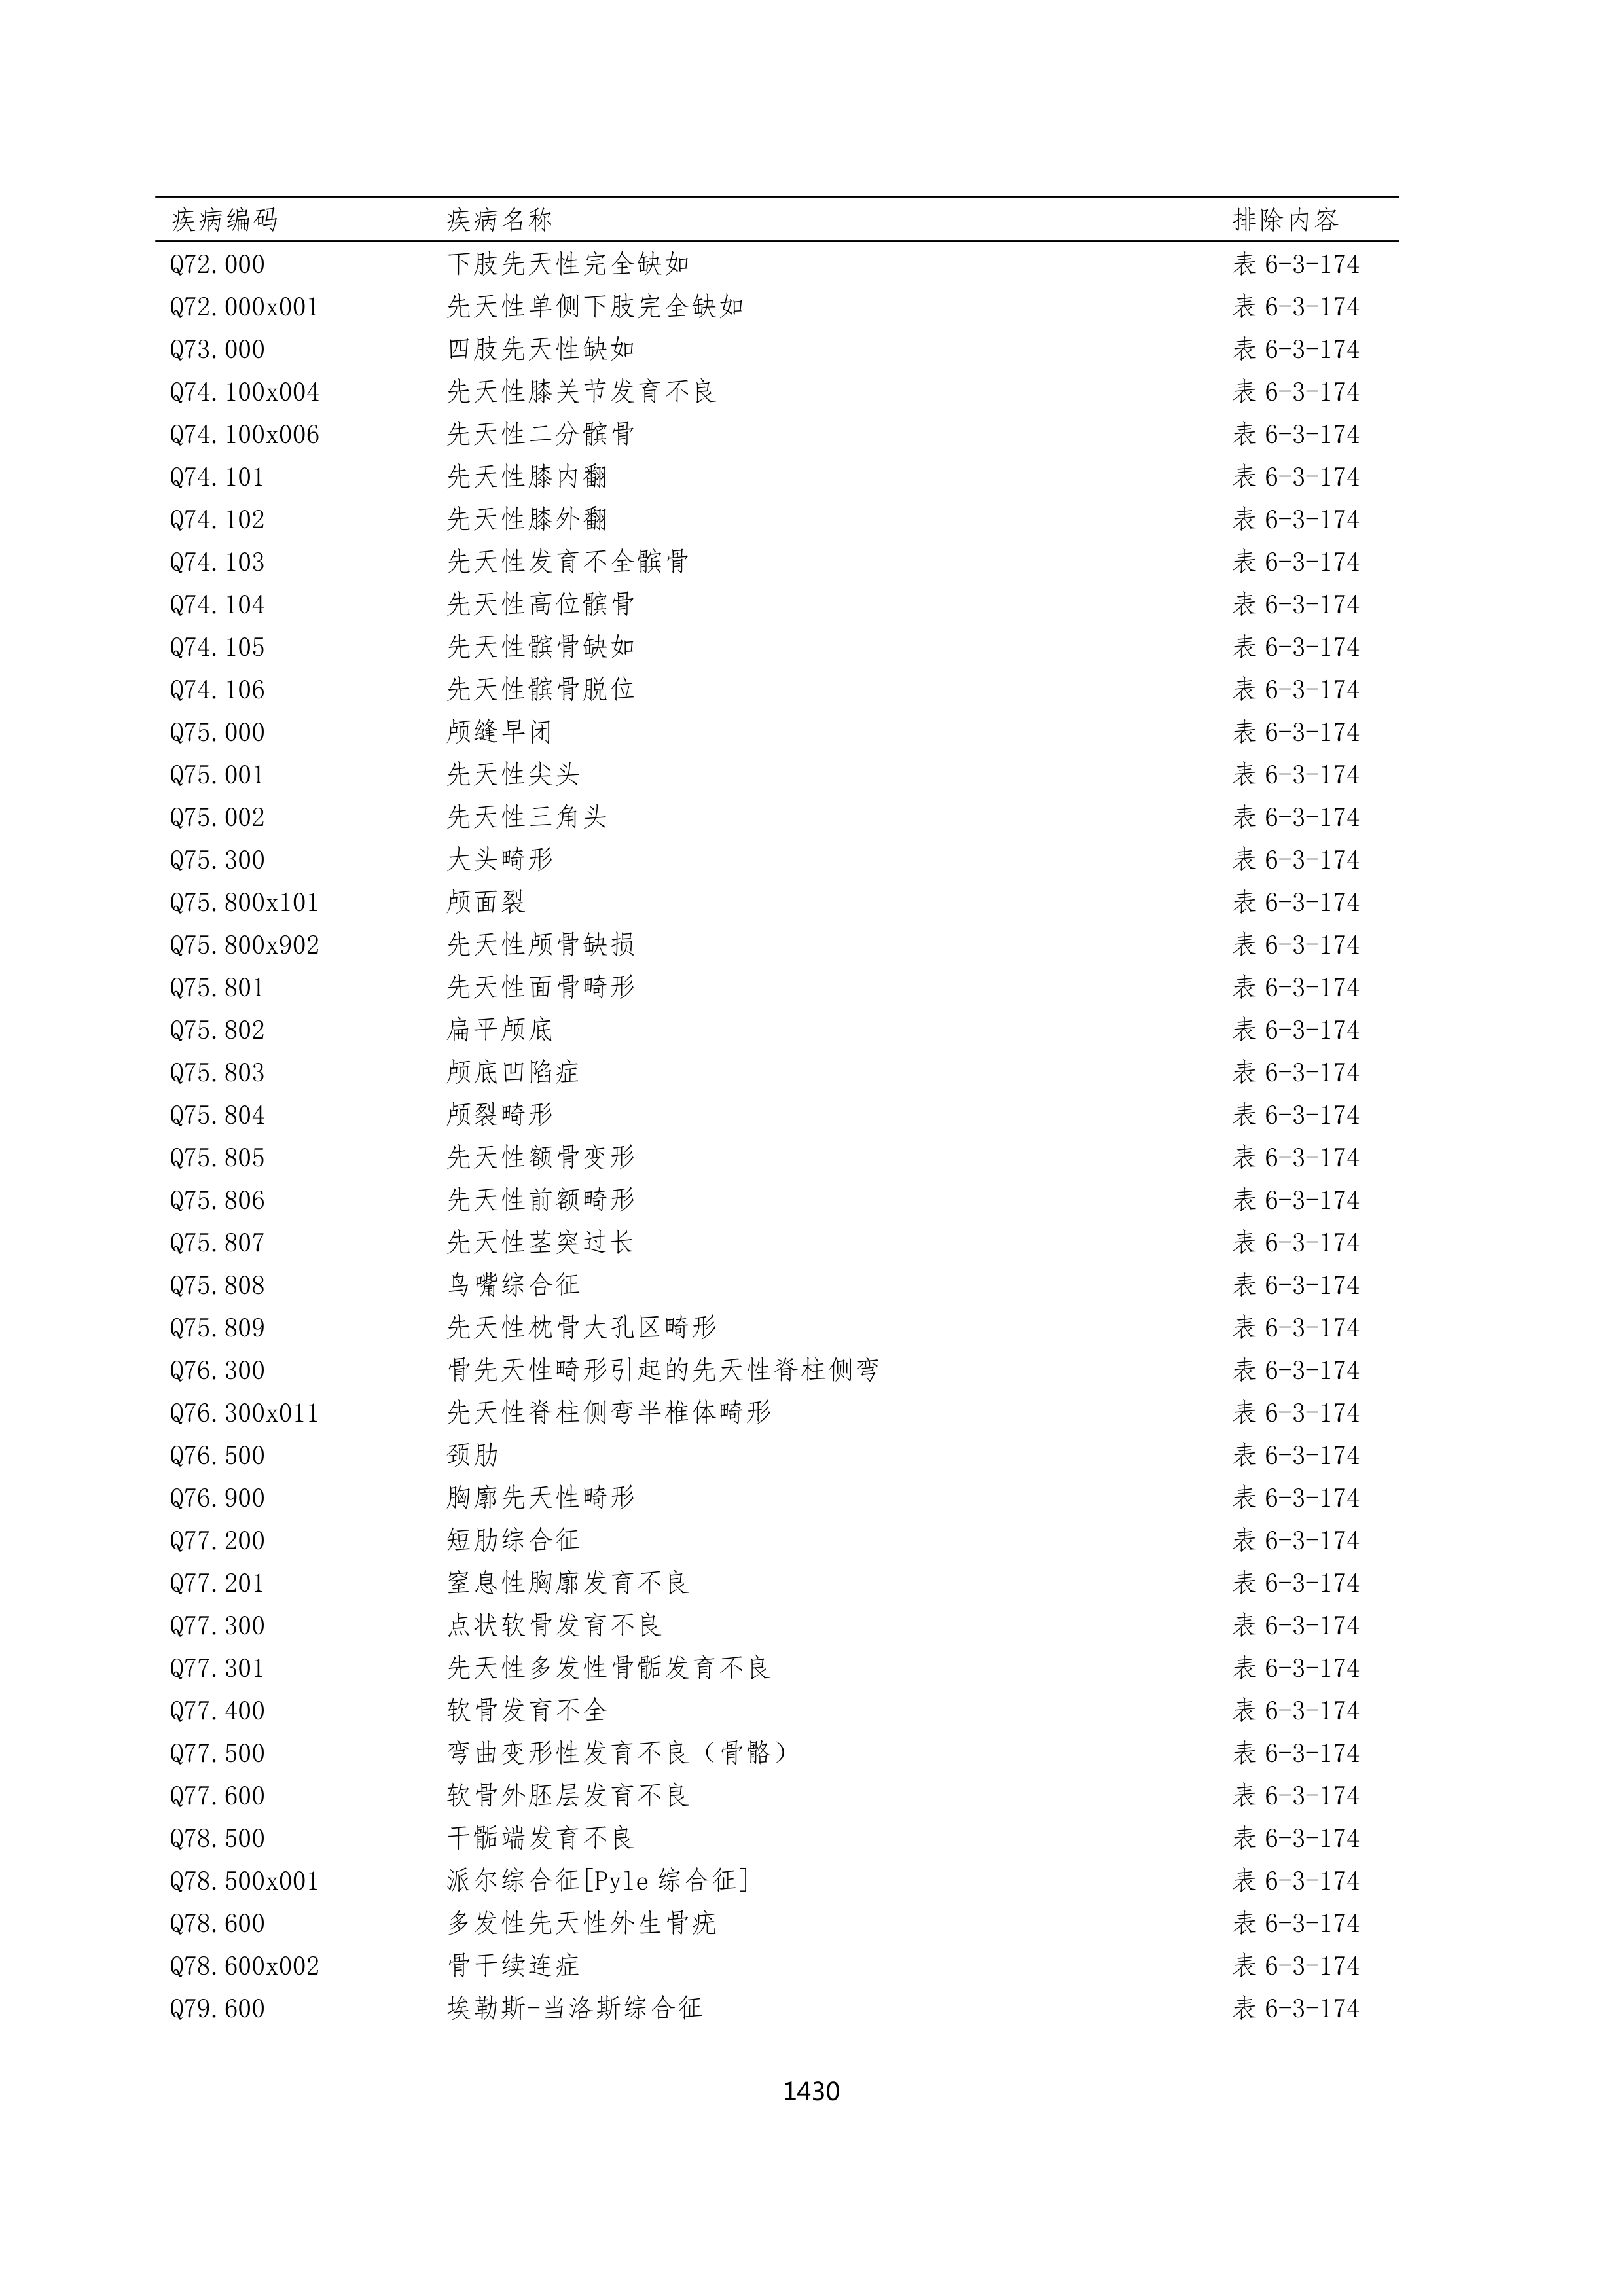 疾病编码 疾病名称 排除内容
Q72.000 下肢先天性完全缺如 表 6-3-174
Q72.000x001 先天性单侧下肢完全缺如 表 6-3-174
Q73.000 四肢先天性缺如 表 6-3-174
Q74.100x004 先天性膝关节发育不良 表 6-3-174
Q74.100x006 先天性二分髌骨 表 6-3-174
Q74.101 先天性膝内翻 表 6-3-174
Q74.102 先天性膝外翻 表 6-3-174
Q74.103 先天性发育不全髌骨 表 6-3-174
Q74.104 先天性高位髌骨 表 6-3-174
Q74.105 先天性髌骨缺如 表 6-3-174
Q74.106 先天性髌骨脱位 表 6-3-174
Q75.000 颅缝早闭 表 6-3-174
Q75.001 先天性尖头 表 6-3-174
Q75.002 先天性三角头 表 6-3-174
Q75.300 大头畸形 表 6-3-174
Q75.800x101 颅面裂 表 6-3-174
Q75.800x902 先天性颅骨缺损 表 6-3-174
Q75.801 先天性面骨畸形 表 6-3-174
Q75.802 扁平颅底 表 6-3-174
Q75.803 颅底凹陷症 表 6-3-174
Q75.804 颅裂畸形 表 6-3-174
Q75.805 先天性额骨变形 表 6-3-174
Q75.806 先天性前额畸形 表 6-3-174
Q75.807 先天性茎突过长 表 6-3-174
Q75.808 鸟嘴综合征 表 6-3-174
Q75.809 先天性枕骨大孔区畸形 表 6-3-174
Q76.300 骨先天性畸形引起的先天性脊柱侧弯 表 6-3-174
Q76.300x011 先天性脊柱侧弯半椎体畸形 表 6-3-174
Q76.500 颈肋 表 6-3-174
Q76.900 胸廓先天性畸形 表 6-3-174
Q77.200 短肋综合征 表 6-3-174
Q77.201 窒息性胸廓发育不良 表 6-3-174
Q77.300 点状软骨发育不良 表 6-3-174
Q77.301 先天性多发性骨骺发育不良 表 6-3-174
Q77.400 软骨发育不全 表 6-3-174
Q77.500 弯曲变形性发育不良（骨骼） 表 6-3-174
Q77.600 软骨外胚层发育不良 表 6-3-174
Q78.500 干骺端发育不良 表 6-3-174
Q78.500x001 派尔综合征[Pyle 综合征] 表 6-3-174
Q78.600 多发性先天性外生骨疣 表 6-3-174
Q78.600x002 骨干续连症 表 6-3-174
Q79.600 埃勒斯-当洛斯综合征 表 6-3-174
1430